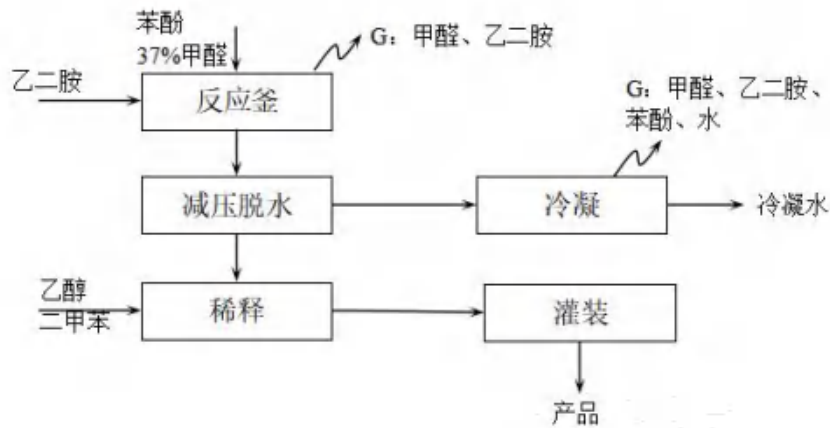 苯酚
37%甲醛
G：甲醛、乙二胺
乙二胺
反应釜
G：甲醛、乙二胺、
苯酚、水
减压脱水
冷凝
冷凝水
乙醇
二甲苯
稀释
灌装
产品